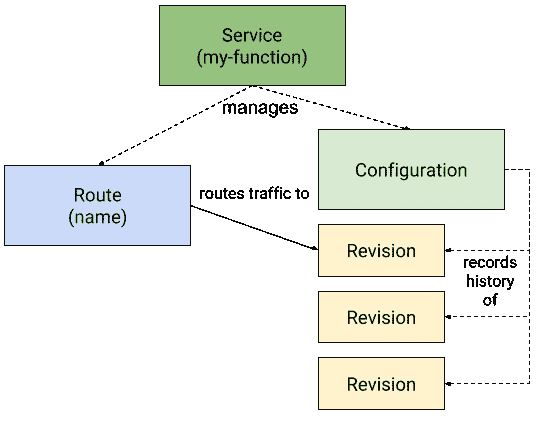 Service
(my-function)
manages
Configuration
Route
(name)
routes traffic to
Revision
records
history
of
Revision
Revision